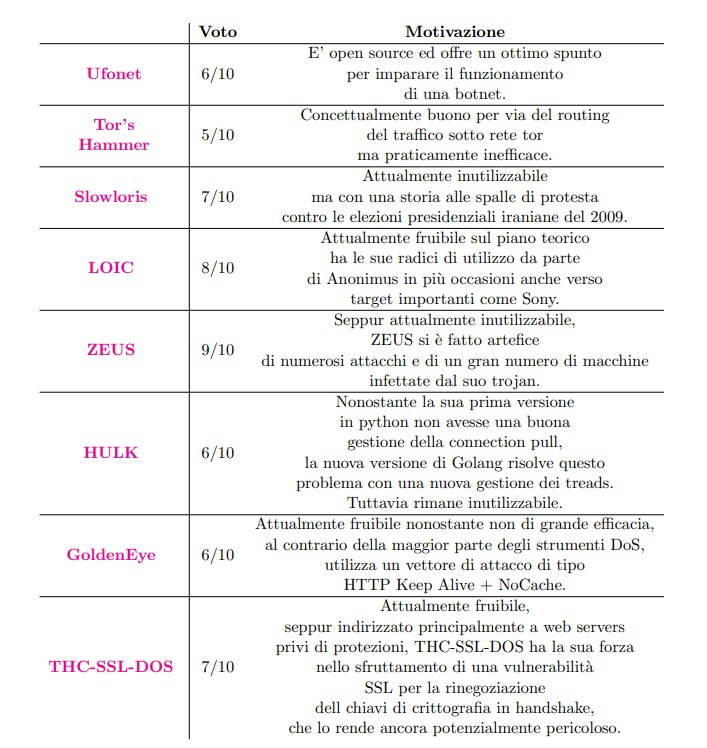 Voto Motivazione
Ufonet 6/10 E' open source ed offre un ottimo spunto
per imparare il funzionamento
di una botnet.
Tor's
Hammer 5/10 Concettualmente buono per via del routing
del traffico sotto rete tor
ma praticamente inefficace.
Slowloris 7/10 Attualmente inutilizzabile
ma con una storia alle spalle di protesta
contro le elezioni presidenziali iraniane del 2009.
LOIC 8/10 Attualmente fruibile sul piano teorico
ha le sue radici di utilizzo da parte
di Anonimus in più occasioni anche verso
target importanti come Sony.
ZEUS 9/10 Seppur attualmente inutilizzabile,
ZEUS si è fatto artefice
di numerosi attacchi e di un gran numero di macchine
infettate dal suo trojan.
HULK 6/10 Nonostante la sua prima versione
in python non avesse una buona
gestione della connection pull,
la nuova versione di Golang risolve questo
problema con una nuova gestione dei treads.
Tuttavia rimane inutilizzabile.
GoldenEye 6/10 Attualmente fruibile nonostante non di grande efficacia,
al contrario della maggior parte degli strumenti DoS,
utilizza un vettore di attacco di tipo
HTTP Keep Alive + NoCache.
THC-SSL-DOS 7/10 Attualmente fruibile,
seppur indirizzato principalmente a web servers
privi di protezioni, THC-SSL-DOS ha la sua forza
nello sfruttamento di una vulnerabilità
SSL per la rinegoziazione
dell chiavi di crittografia in handshake,
che lo rende ancora potenzialmente pericoloso.